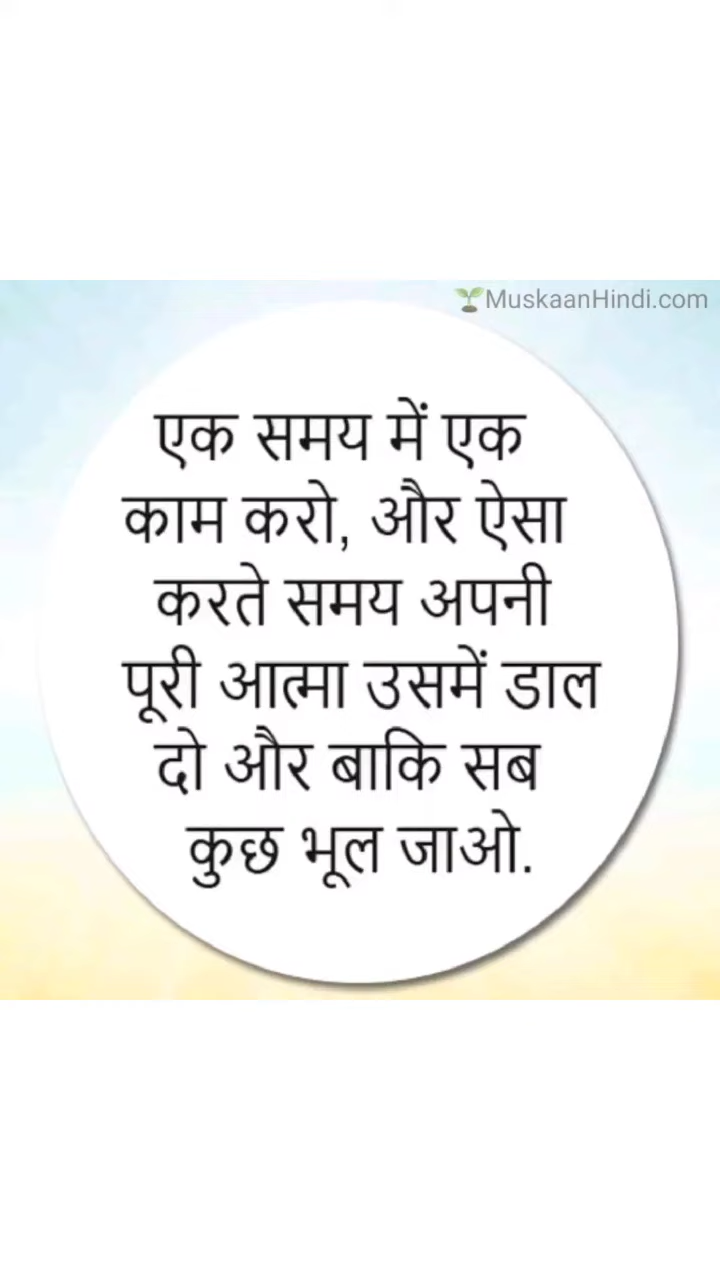 MuskaanHindi.com
एक समय में एक
काम करो, और ऐसा
करते समय अपनी
पूरी आत्मा उसमें डाल
दो और बाकि सब
कुछ भूल जाओ.